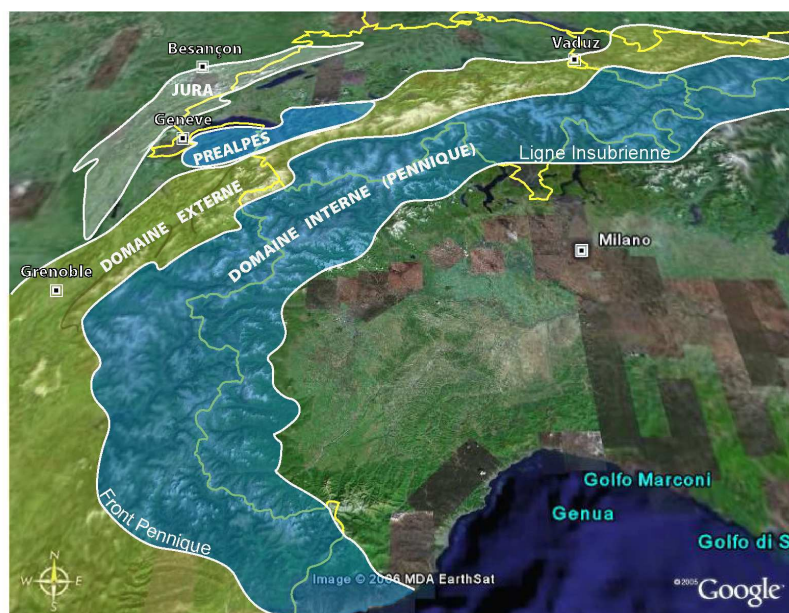 Besançon
Vaduz
JURA
Geneve
PREALPES
Ligne Insubrienne
DOMAINE EXTERNE
DOMAINE INTERNE (PENNIQUE)
Milano
Grenoble
Golfo Marconi
Genua
Front Pennique
Golfo di S
N
W E
S
Image © 2006 MDA EarthSat
©2005 Google™